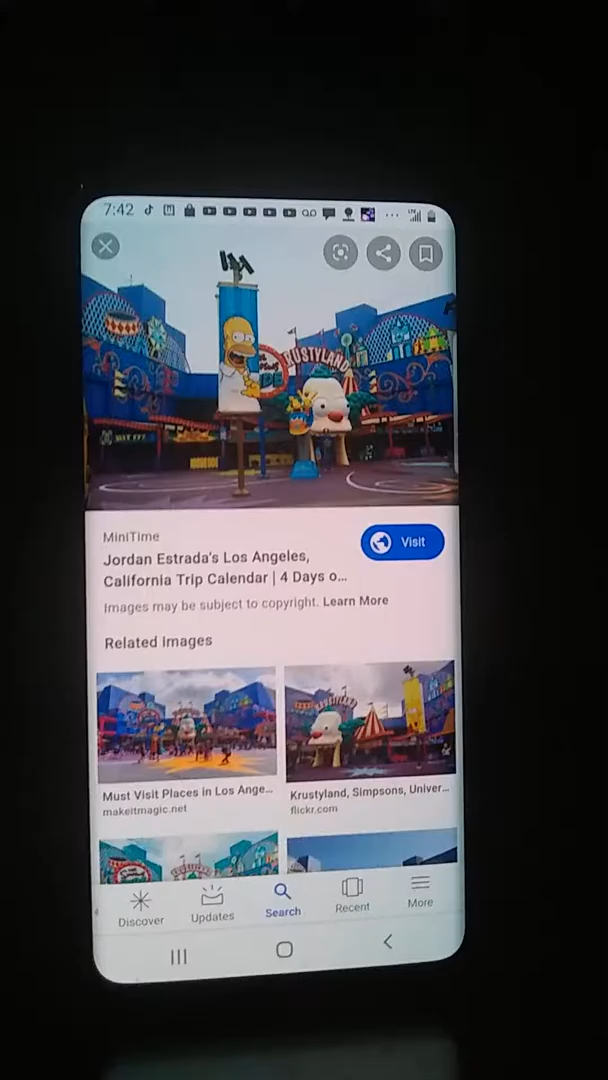 7:42
KRUSTYLAND
MiniTime
Visit
Jordan Estrada's Los Angeles,
California Trip Calendar | 4 Days o...
Images may be subject to copyright. Learn More
Related images
Must Visit Places in Los Ange...
makeitmagic.net
Krustyland, Simpsons, Univer...
flickr.com
Discover
Updates
Search
Recent
More